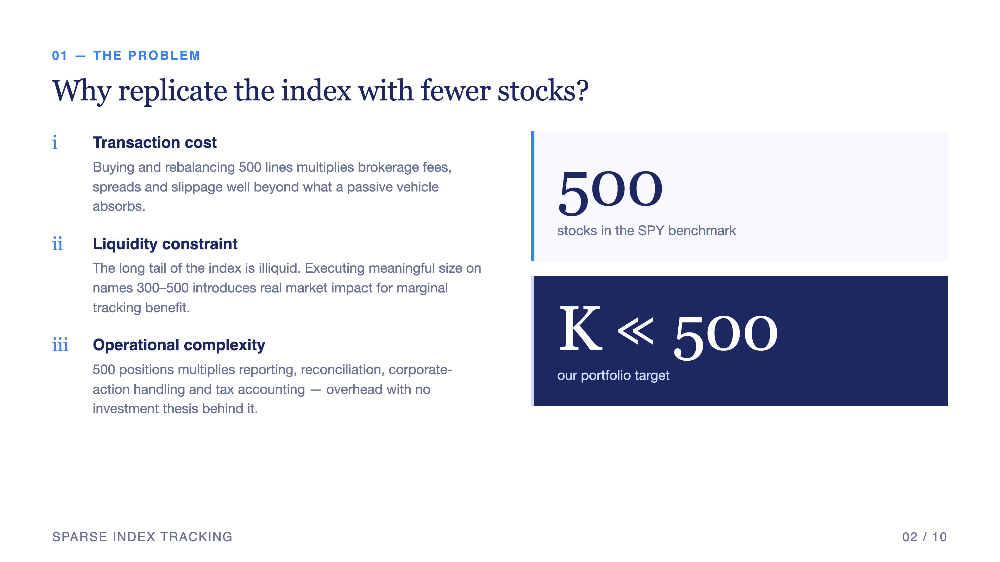 01 — THE PROBLEM
Why replicate the index with fewer stocks?
i
Transaction cost
Buying and rebalancing 500 lines multiplies brokerage fees,
spreads and slippage well beyond what a passive vehicle
absorbs.
ii
Liquidity constraint
The long tail of the index is illiquid. Executing meaningful size on
names 300–500 introduces real market impact for marginal
tracking benefit.
iii
Operational complexity
500 positions multiplies reporting, reconciliation, corporate-
action handling and tax accounting — overhead with no
investment thesis behind it.
500
stocks in the SPY benchmark
K ≪ 500
our portfolio target
SPARSE INDEX TRACKING
02 / 10